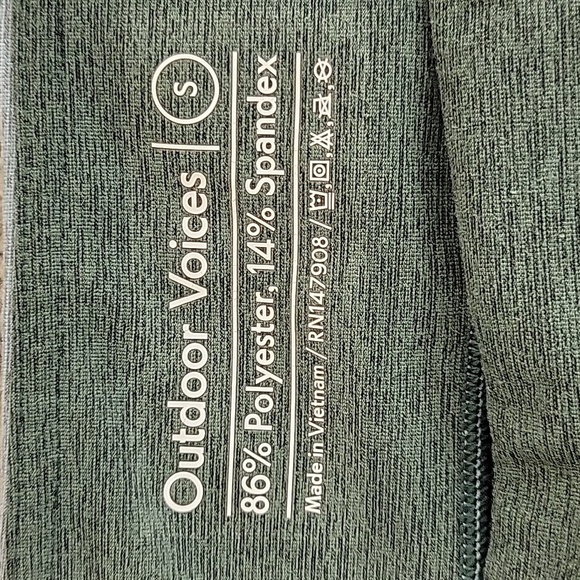 Outdoor Voices | S
86% Polyester, 14% Spandex
Made in Vietnam / RN147908 /